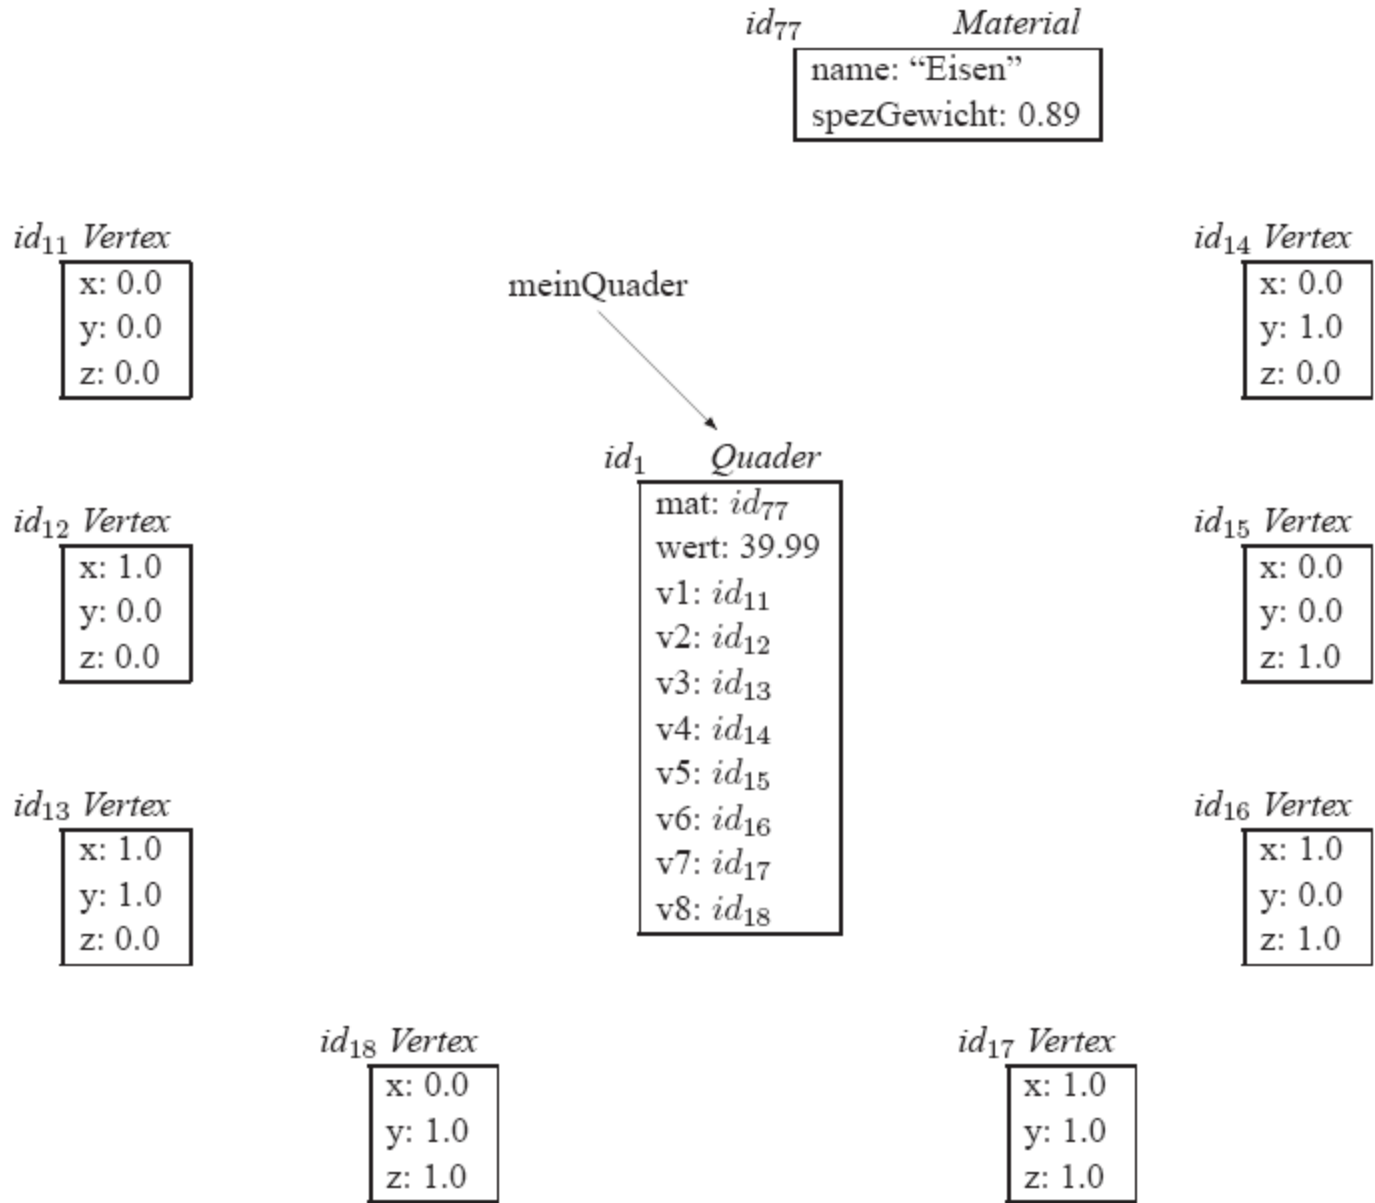 id77 Material
name: “Eisen”
spezGewicht: 0.89
id11 Vertex
x: 0.0
y: 0.0
z: 0.0
id14 Vertex
x: 0.0
y: 1.0
z: 0.0
meinQuader
id1 Quader
mat: id77
wert: 39.99
v1: id11
v2: id12
v3: id13
v4: id14
v5: id15
v6: id16
v7: id17
v8: id18
id12 Vertex
x: 1.0
y: 0.0
z: 0.0
id15 Vertex
x: 0.0
y: 0.0
z: 1.0
id13 Vertex
x: 1.0
y: 1.0
z: 0.0
id16 Vertex
x: 1.0
y: 0.0
z: 1.0
id18 Vertex
x: 0.0
y: 1.0
z: 1.0
id17 Vertex
x: 1.0
y: 1.0
z: 1.0